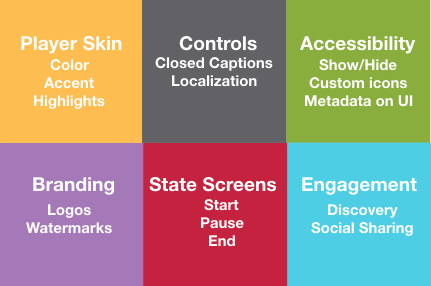 Player Skin
Color
Accent
Highlights
Controls
Closed Captions
Localization
Accessibility
Show/Hide
Custom icons
Metadata on UI
Branding
Logos
Watermarks
State Screens
Start
Pause
End
Engagement
Discovery
Social Sharing